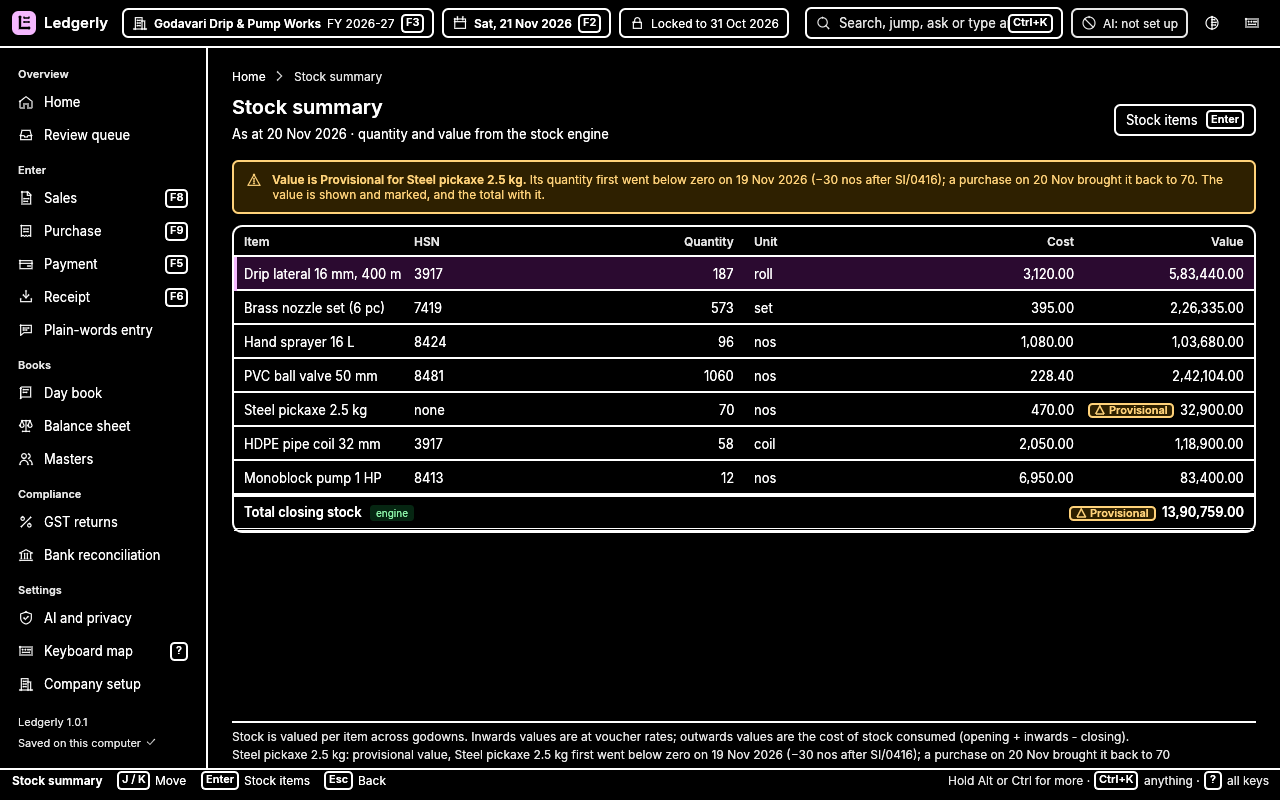 Ledgerly
Godavari Drip & Pump Works FY 2026-27 F3
Sat, 21 Nov 2026 F2
Locked to 31 Oct 2026
Search, jump, ask or type a Ctrl+K
AI: not set up
Overview
Home
Review queue
Enter
Sales F8
Purchase F9
Payment F5
Receipt F6
Plain-words entry
Books
Day book
Balance sheet
Masters
Compliance
GST returns
Bank reconciliation
Settings
AI and privacy
Keyboard map ?
Company setup
Ledgerly 1.0.1
Saved on this computer
Home Stock summary
Stock summary
As at 20 Nov 2026 · quantity and value from the stock engine
Stock items Enter
Value is Provisional for Steel pickaxe 2.5 kg. Its quantity first went below zero on 19 Nov 2026 (−30 nos after SI/0416); a purchase on 20 Nov brought it back to 70. The
value is shown and marked, and the total with it.
Item HSN Quantity Unit Cost Value
Drip lateral 16 mm, 400 m 3917 187 roll 3,120.00 5,83,440.00
Brass nozzle set (6 pc) 7419 573 set 395.00 2,26,335.00
Hand sprayer 16 L 8424 96 nos 1,080.00 1,03,680.00
PVC ball valve 50 mm 8481 1060 nos 228.40 2,42,104.00
Steel pickaxe 2.5 kg none 70 nos 470.00 Provisional 32,900.00
HDPE pipe coil 32 mm 3917 58 coil 2,050.00 1,18,900.00
Monoblock pump 1 HP 8413 12 nos 6,950.00 83,400.00
Total closing stock engine Provisional 13,90,759.00
Stock is valued per item across godowns. Inwards values are at voucher rates; outwards values are the cost of stock consumed (opening + inwards - closing).
Steel pickaxe 2.5 kg: provisional value, Steel pickaxe 2.5 kg first went below zero on 19 Nov 2026 (−30 nos after SI/0416); a purchase on 20 Nov brought it back to 70
Stock summary J / K Move Enter Stock items Esc Back
Hold Alt or Ctrl for more · Ctrl+K anything · ? all keys